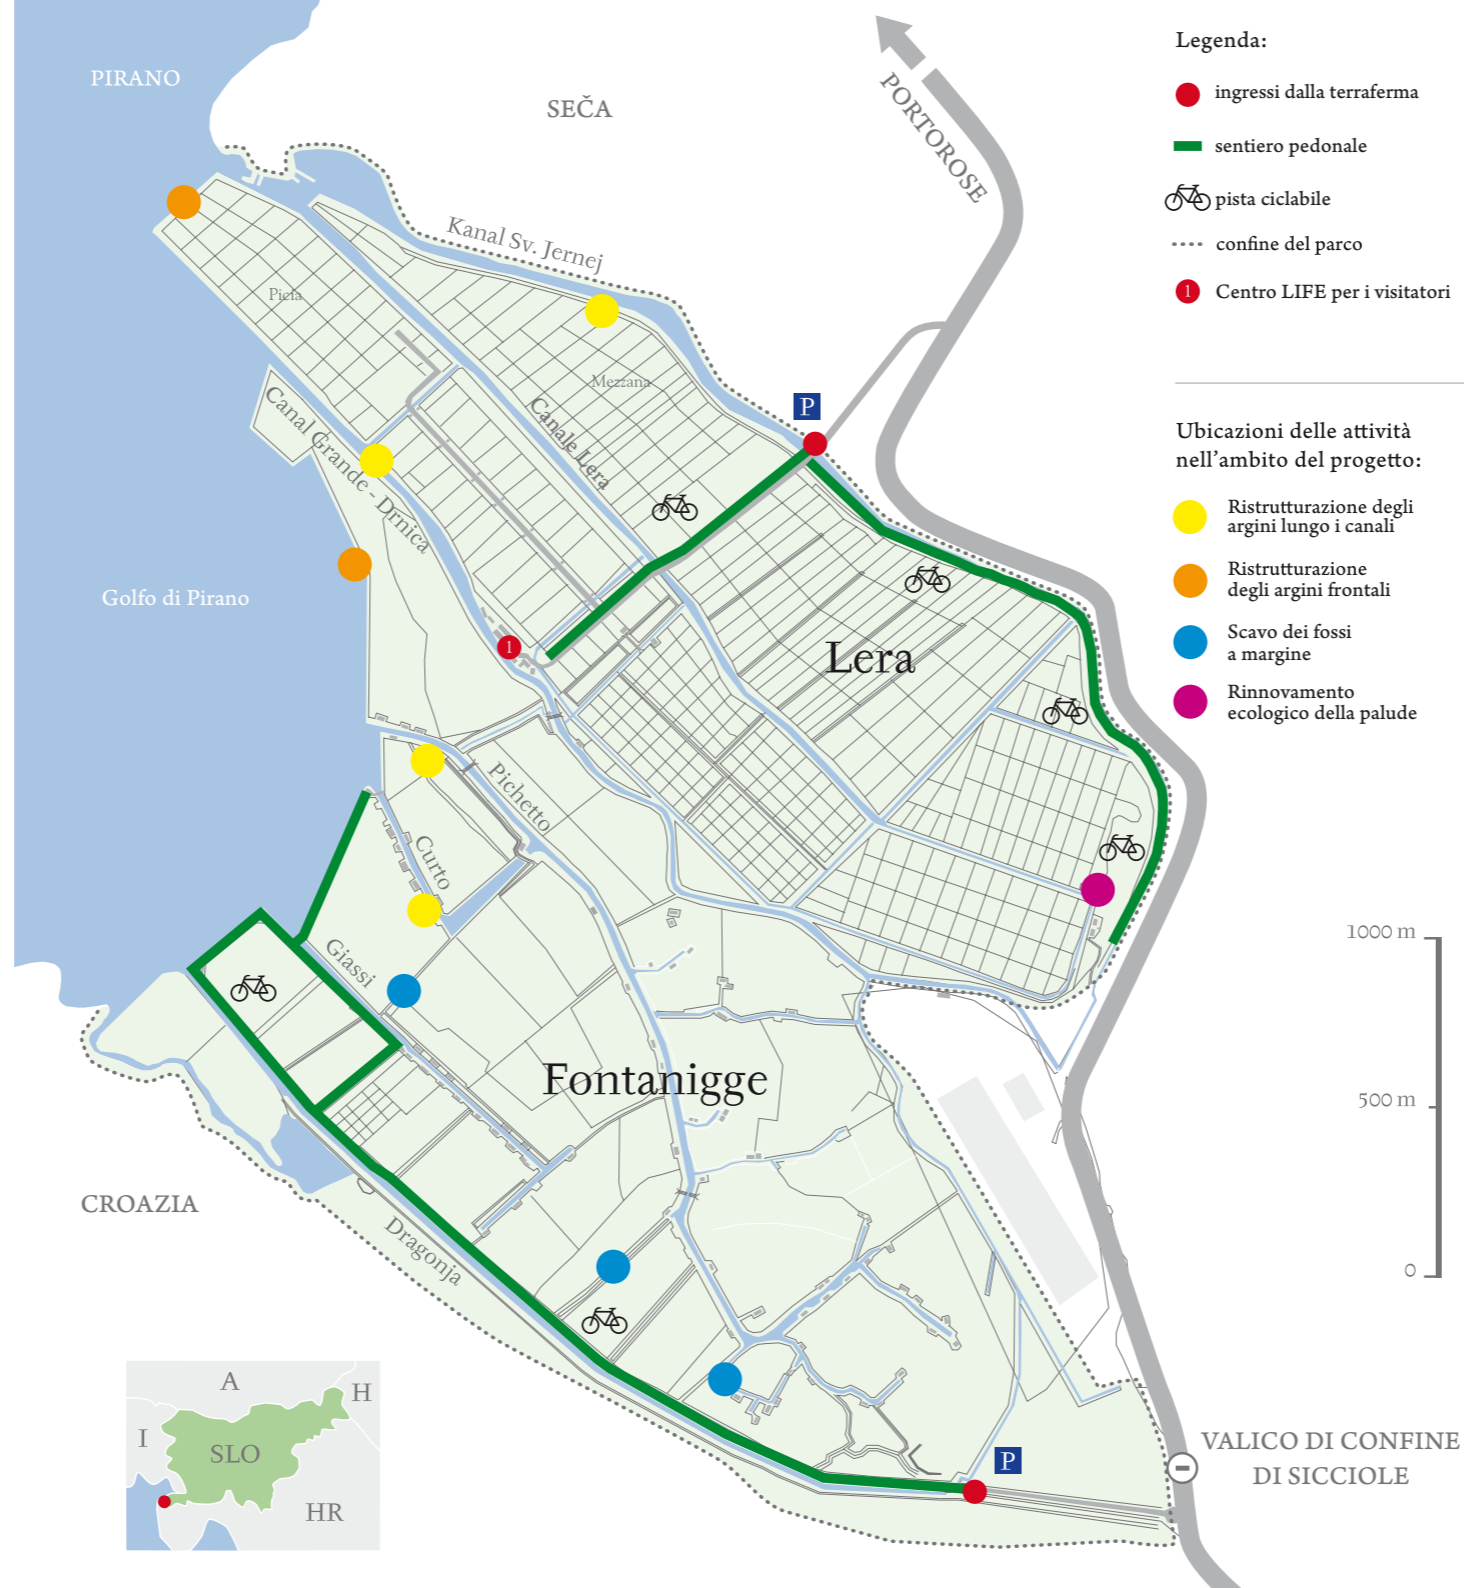 PIRANO
SEČA
PORTOROSE
Kanal Sv. Jernej
Picia
Mezzana
P
Canal Grande - Drnica
Canale Lera
Golfo di Pirano
1
Lera
Pichetto
Curto
Giassi
Fontanigge
CROAZIA
Dragonja
P
VALICO DI CONFINE
DI SICCIOLE
1000 m
500 m
0
A
H
I
SLO
HR
Legenda:
ingressi dalla terraferma
sentiero pedonale
pista ciclabile
confine del parco
1 Centro LIFE per i visitatori
Ubicazioni delle attività
nell'ambito del progetto:
Ristrutturazione degli
argini lungo i canali
Ristrutturazione
degli argini frontali
Scavo dei fossi
a margine
Rinnovamento
ecologico della palude